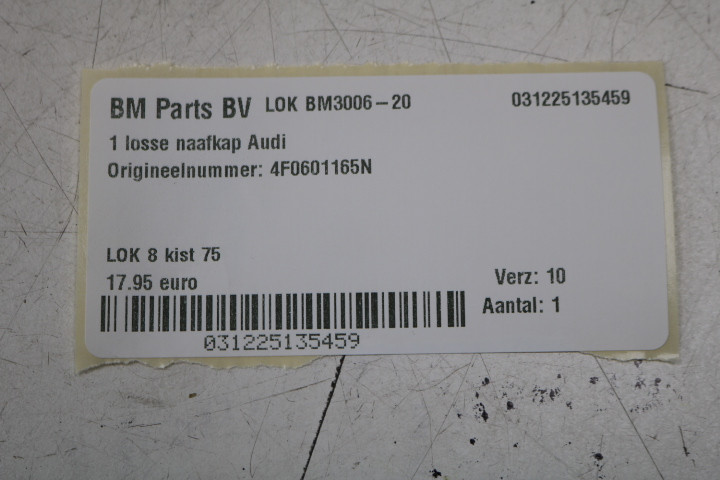 BM Parts BV LOK BM3006-20 031225135459
1 losse naafkap Audi
Origineelnummer: 4F0601165N
LOK 8 kist 75
17.95 euro Verz: 10
Aantal: 1
031225135459